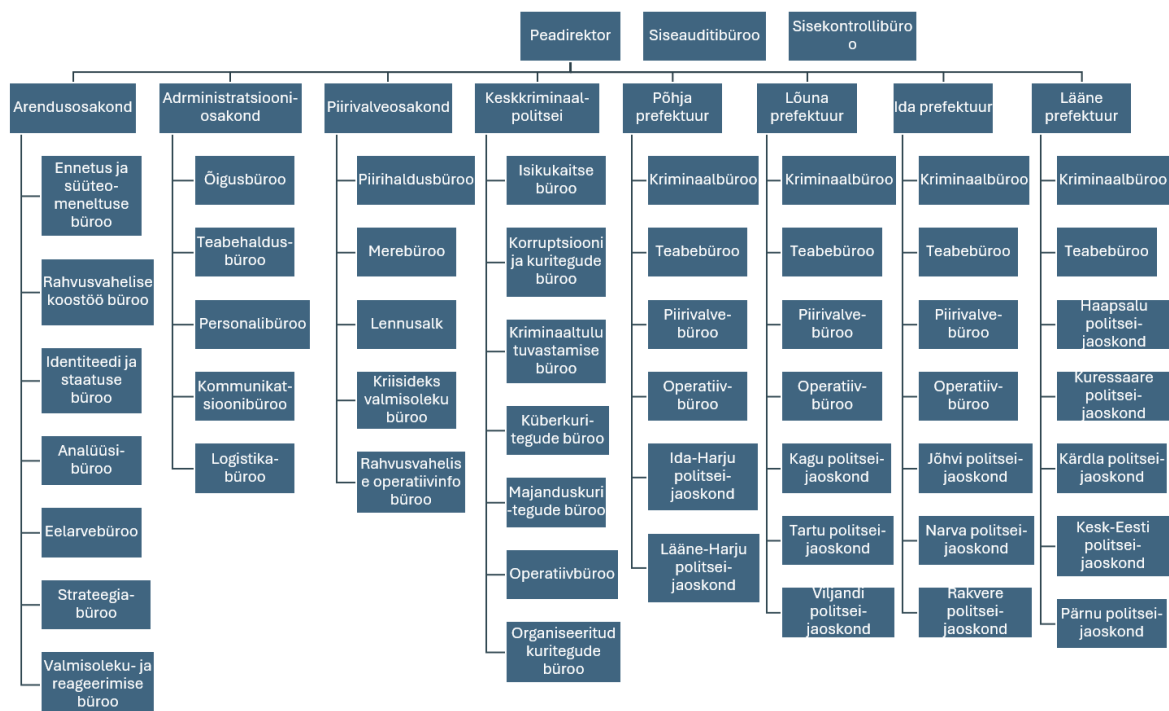 Peadirektor
Siseauditibüroo
Sisekontrollibüro
o
Arendusosakond
Adrministratsiooni-
osakond
Piirivalveosakond
Keskkriminaal-
politsei
Põhja
prefektuur
Lõuna
prefektuur
Ida prefektuur
Lääne
prefektuur
Ennetus ja
süüteo-
meneltuse
büroo
Rahvusvahelise
koostöö büroo
Identiteedi ja
staatuse
büroo
Analüüsi-
büroo
Eelarvebüroo
Strateegia-
büroo
Valmisoleku- ja
reageerimise
büroo
Õigusbüroo
Teabehaldus-
büroo
Personalibüroo
Kommunikat-
sioonibüroo
Logistika-
büroo
Piirihaldusbüroo
Merebüroo
Lennusalk
Kriisideks
valmisoleku
büroo
Rahvusvahelis
e operatiivinfo
büroo
Isikukaitse
büroo
Korruptsiooni
ja kuritegude
büroo
Kriminaaltulu
tuvastamise
büroo
Küberkuri-
tegude büroo
Majanduskuri
-tegude büroo
Operatiivbüroo
Organiseeritud
kuritegude
büroo
Kriminaalbüroo
Teabebüroo
Piirivalve-
büroo
Operatiiv-
büroo
Ida-Harju
politsei-
jaoskond
Lääne-Harju
politsei-
jaoskond
Kriminaalbüroo
Teabebüroo
Piirivalve-
büroo
Operatiiv-
büroo
Kagu politsei-
jaoskond
Tartu politsei-
jaoskond
Viljandi
politsei-
jaoskond
Kriminaalbüroo
Teabebüroo
Piirivalve-
büroo
Operatiiv-
büroo
Jõhvi politsei-
jaoskond
Narva politsei-
jaoskond
Rakvere
politsei-
jaoskond
Kriminaalbüroo
Teabebüroo
Haapsalu
politsei-
jaoskond
Kuressaare
politsei-
jaoskond
Kärdla politsei-
jaoskond
Kesk-Eesti
politsei-
jaoskond
Pärnu politsei-
jaoskond